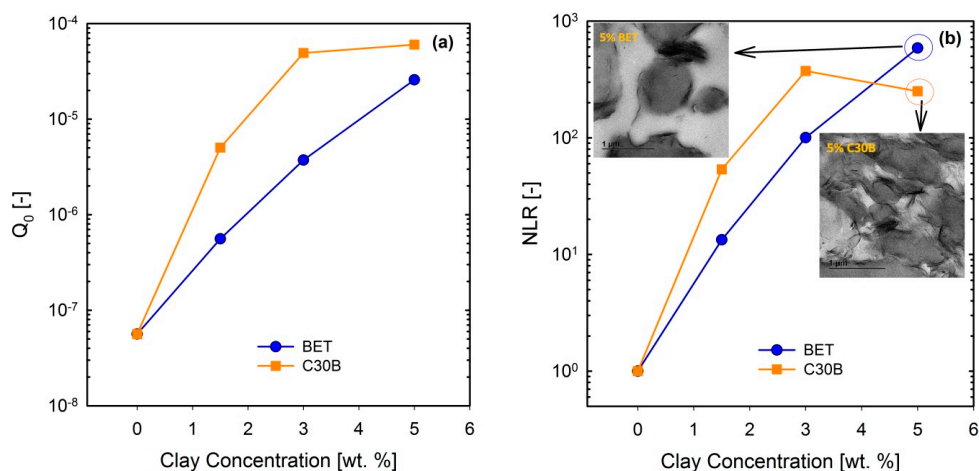 (a)
10⁻⁴
10⁻⁵
10⁻⁶
10⁻⁷
10⁻⁸
Q₀ [-]
BET
C30B
0 1 2 3 4 5 6
Clay Concentration [wt. %]
(b)
10³
10²
10¹
10⁰
NLR [-]
5% BET
1 µm
5% C30B
1 µm
BET
C30B
0 1 2 3 4 5 6
Clay Concentration [wt. %]